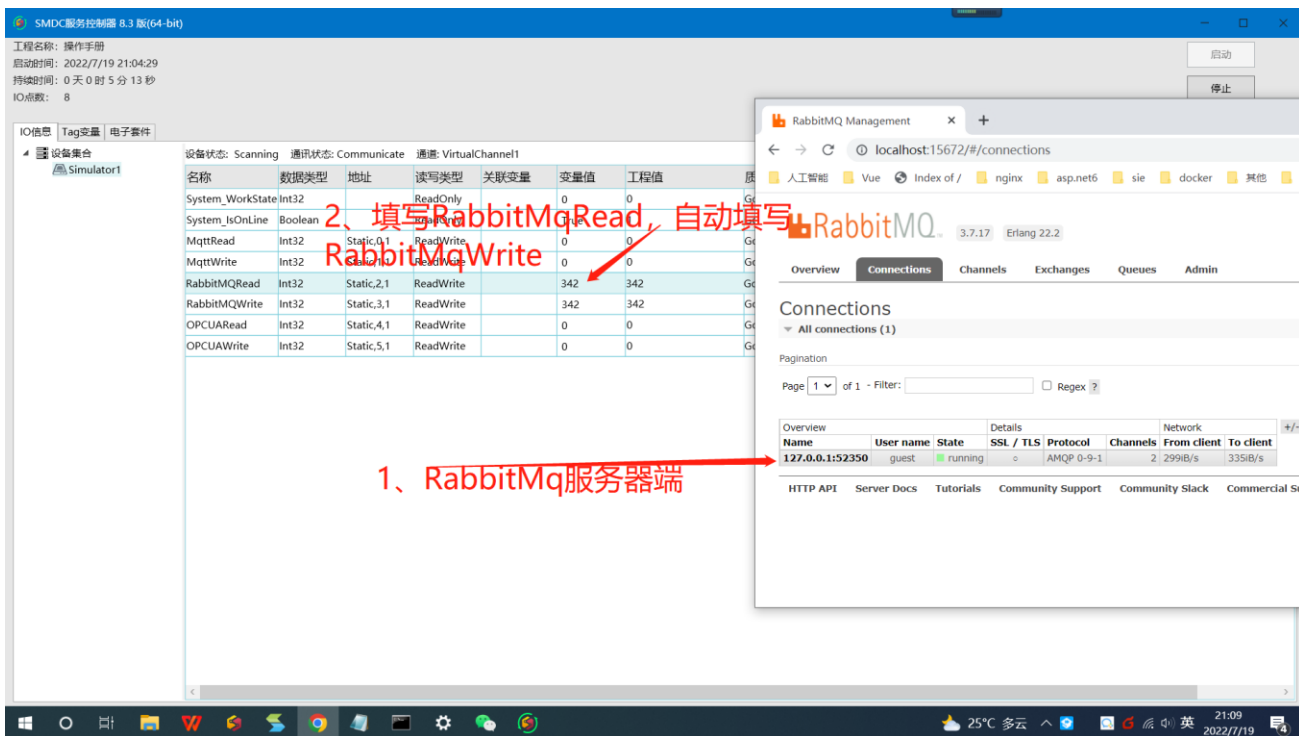 SMDC服务控制器 8.3 版(64-bit)
工程名称: 操作手册
启动时间: 2022/7/19 21:04:29
持续时间: 0 天 0 时 5 分 13 秒
IO点数: 8
启动
停止
IO信息 Tag变量 电子套件
设备集合
Simulator1
设备状态: Scanning 通讯状态: Communicate 通道: VirtualChannel1
名称 数据类型 地址 读写类型 关联变量 变量值 工程值
System_WorkState Int32 ReadOnly 0 0
System_IsOnLine Boolean ReadOnly True
MqttRead Int32 Static,0,1 ReadWrite 0 0
MqttWrite Int32 Static,1,1 ReadWrite 0 0
RabbitMQRead Int32 Static,2,1 ReadWrite 342 342
RabbitMQWrite Int32 Static,3,1 ReadWrite 342 342
OPCUARead Int32 Static,4,1 ReadWrite 0 0
OPCUAWrite Int32 Static,5,1 ReadWrite 0 0
2、填写RabbitMqRead，自动填写
RabbitMqWrite
1、RabbitMq服务器端
RabbitMQ Management
localhost:15672/#/connections
人工智能 Vue Index of / nginx asp.net6 sie docker 其他
RabbitMQ 3.7.17 Erlang 22.2
Overview Connections Channels Exchanges Queues Admin
Connections
All connections (1)
Pagination
Page 1 of 1 - Filter: Regex ?
Overview Details Network +/-
Name User name State SSL / TLS Protocol Channels From client To client
127.0.0.1:52350 guest running ○ AMQP 0-9-1 2 299iB/s 335iB/s
HTTP API Server Docs Tutorials Community Support Community Slack Commercial
25°C 多云 英 21:09
2022/7/19